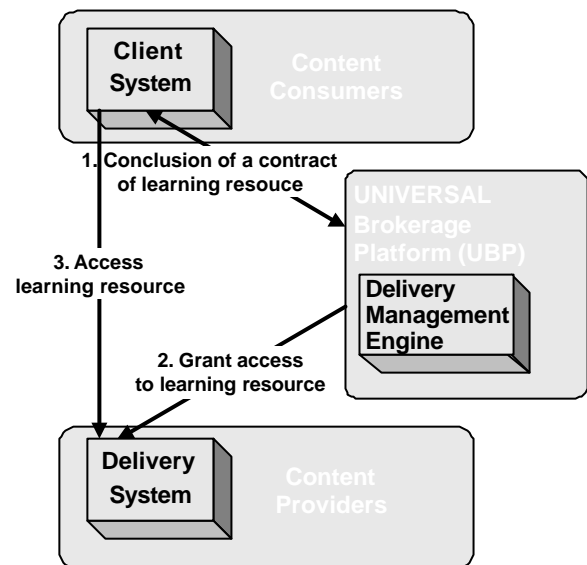 Client
System
Content
Consumers
1. Conclusion of a contract
of learning resouce
UNIVERSAL
Brokerage
Platform (UBP)
3. Access
learning resource
Delivery
Management
Engine
2. Grant access
to learning resource
Delivery
System
Content
Providers